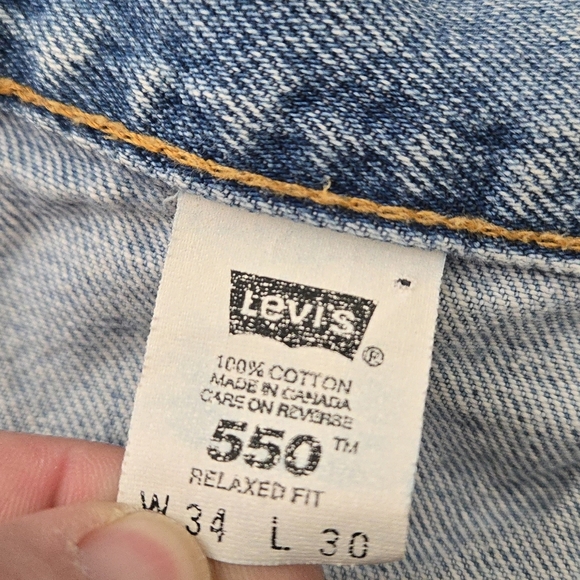 Levi's ®
100% COTTON
MADE IN CANADA
CARE ON REVERSE
550 ™
RELAXED FIT
W 34 L 30